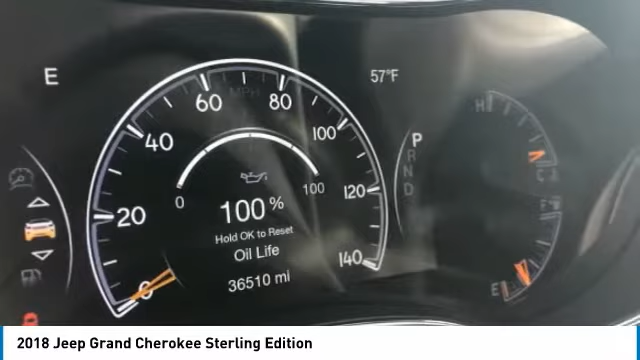 E
57°F
MPH
0
20
40
60
80
100
120
140
0
100
100 %
Hold OK to Reset
Oil Life
36510 mi
P
R
N
D
H
C
F
E
2018 Jeep Grand Cherokee Sterling Edition